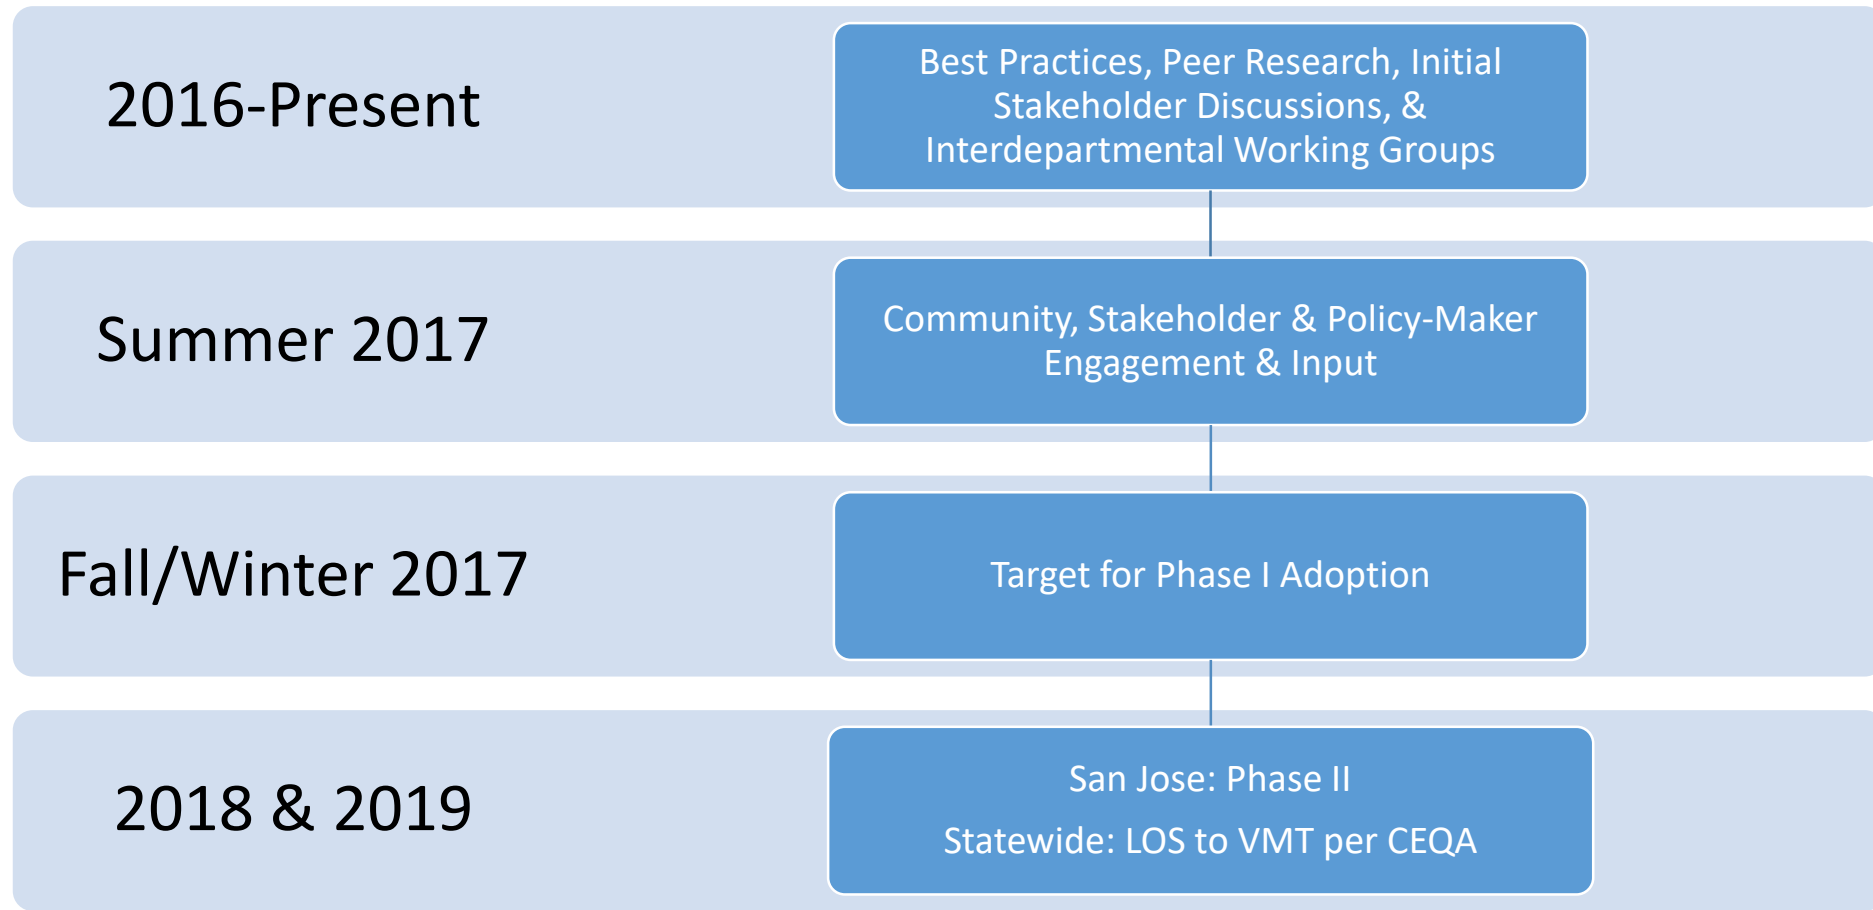 2016-Present
Best Practices, Peer Research, Initial
Stakeholder Discussions, &
Interdepartmental Working Groups
Summer 2017
Community, Stakeholder & Policy-Maker
Engagement & Input
Fall/Winter 2017
Target for Phase I Adoption
2018 & 2019
San Jose: Phase II
Statewide: LOS to VMT per CEQA